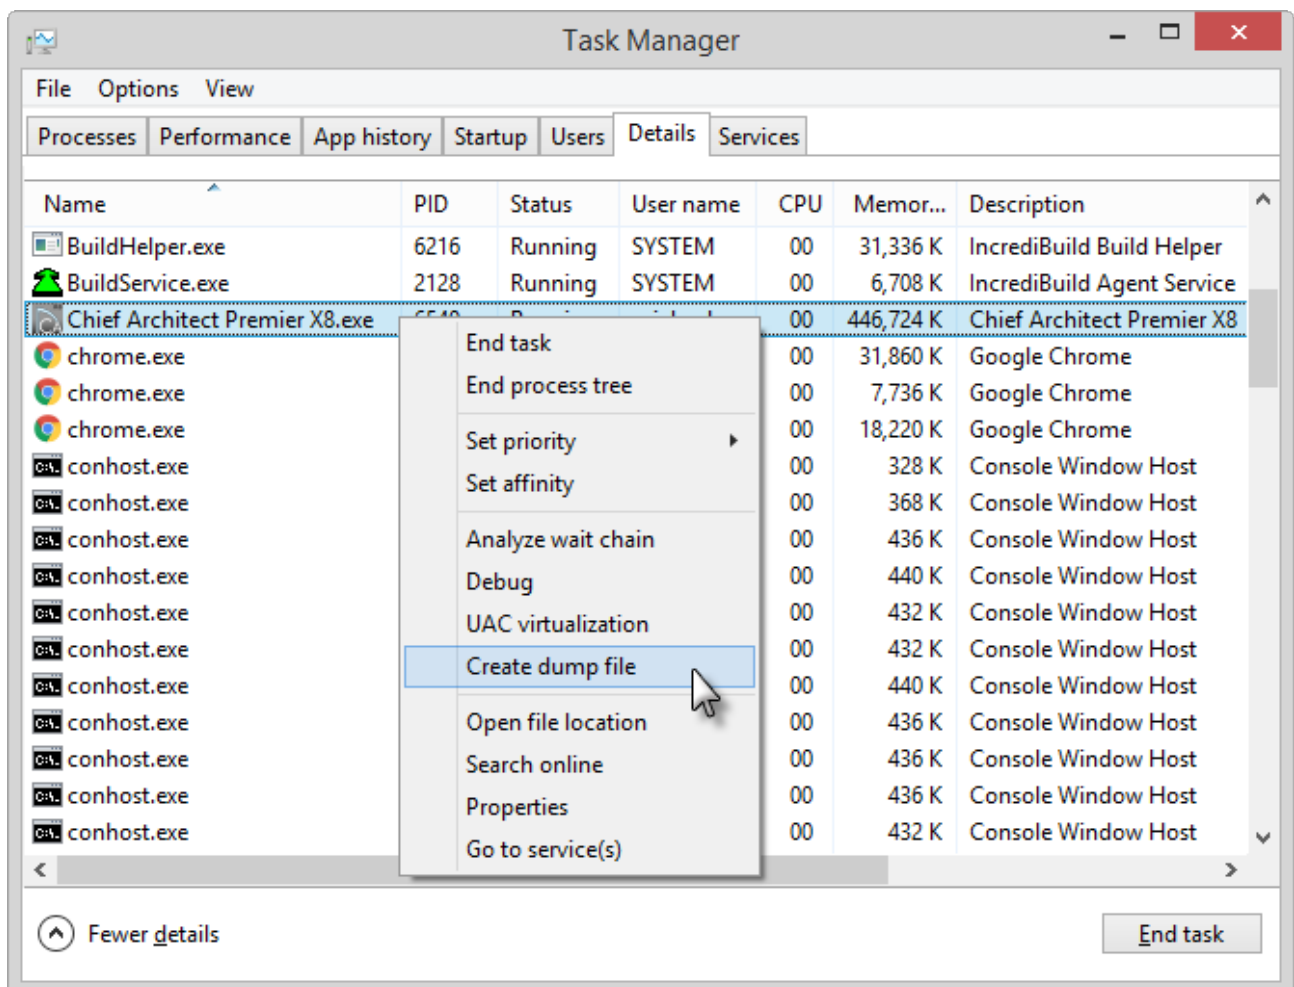 Task Manager
File Options View
Processes Performance App history Startup Users Details Services
Name PID Status User name CPU Memor... Description
BuildHelper.exe 6216 Running SYSTEM 00 31,336 K IncrediBuild Build Helper
BuildService.exe 2128 Running SYSTEM 00 6,708 K IncrediBuild Agent Service
Chief Architect Premier X8.exe 00 446,724 K Chief Architect Premier X8
End task
chrome.exe 00 31,860 K Google Chrome
End process tree
chrome.exe 00 7,736 K Google Chrome
chrome.exe 00 18,220 K Google Chrome
Set priority
conhost.exe 00 328 K Console Window Host
Set affinity
conhost.exe 00 368 K Console Window Host
Analyze wait chain
conhost.exe 00 436 K Console Window Host
Debug
conhost.exe 00 440 K Console Window Host
conhost.exe 00 432 K Console Window Host
UAC virtualization
conhost.exe 00 432 K Console Window Host
Create dump file
conhost.exe 00 440 K Console Window Host
Open file location
conhost.exe 00 436 K Console Window Host
conhost.exe 00 436 K Console Window Host
Search online
conhost.exe 00 436 K Console Window Host
Properties
conhost.exe 00 432 K Console Window Host
Go to service(s)
Fewer details
End task